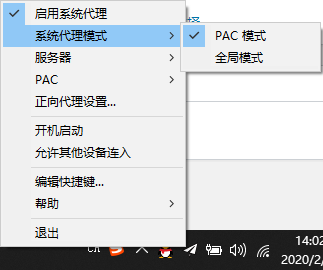 启用系统代理
系统代理模式
服务器
PAC
正向代理设置...
开机启动
允许其他设备连入
编辑快捷键...
帮助
退出
PAC 模式
全局模式
14:02